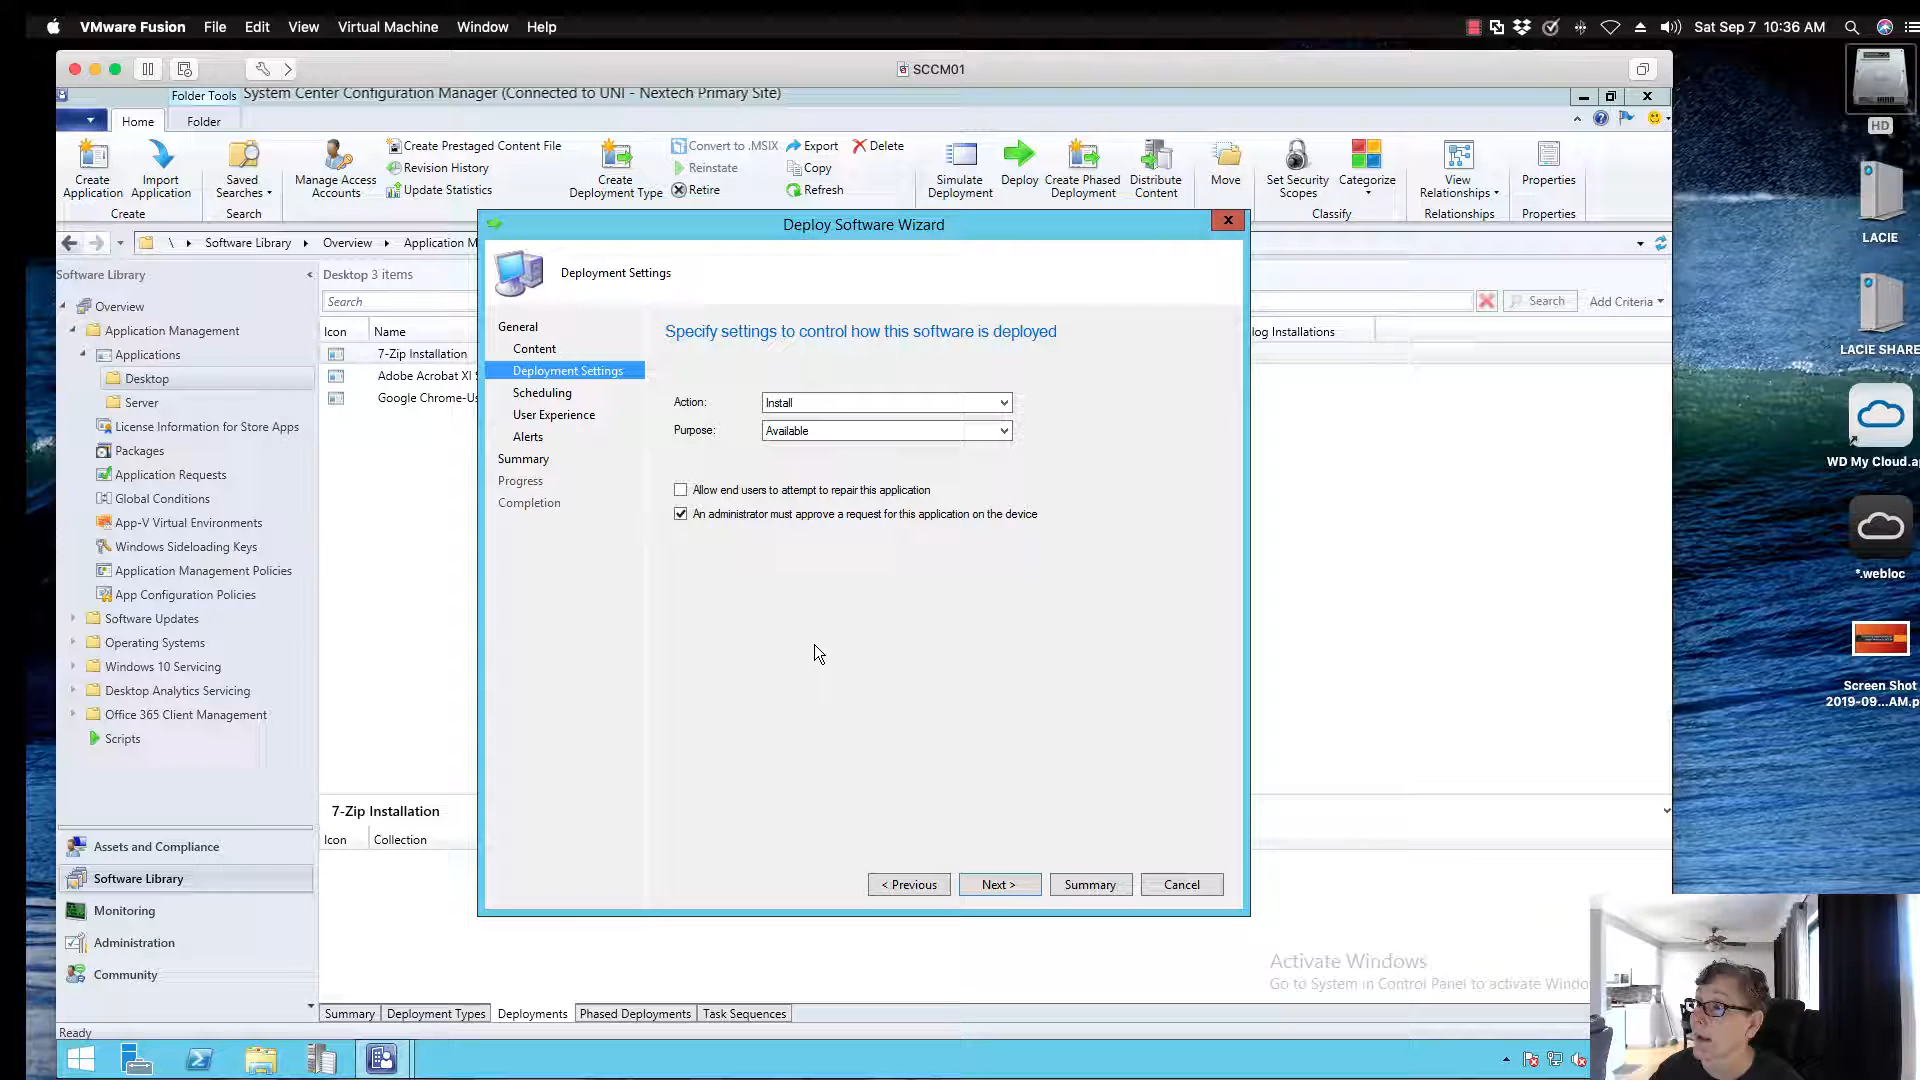 VMware Fusion File Edit View Virtual Machine Window Help
Sat Sep 7 10:36 AM
SCCM01
Folder Tools System Center Configuration Manager (Connected to UNI - Nextech Primary Site)
Home Folder
Create Application
Import Application
Create
Saved Searches
Search
Manage Access Accounts
Create Prestaged Content File
Revision History
Update Statistics
Create Deployment Type
Convert to .MSIX
Reinstate
Retire
Export
Copy
Refresh
Delete
Simulate Deployment
Deploy
Create Phased Deployment
Distribute Content
Move
Set Security Scopes
Categorize
Classify
View Relationships
Relationships
Properties
Properties
\ Software Library Overview Application M
Software Library
Overview
Application Management
Applications
Desktop
Server
License Information for Store Apps
Packages
Application Requests
Global Conditions
App-V Virtual Environments
Windows Sideloading Keys
Application Management Policies
App Configuration Policies
Software Updates
Operating Systems
Windows 10 Servicing
Desktop Analytics Servicing
Office 365 Client Management
Scripts
Assets and Compliance
Software Library
Monitoring
Administration
Community
Ready
Desktop 3 items
Search
Search
Add Criteria
Icon Name
log Installations
7-Zip Installation
Adobe Acrobat XI
Google Chrome-Us
7-Zip Installation
Icon Collection
Summary Deployment Types Deployments Phased Deployments Task Sequences
Deploy Software Wizard
Deployment Settings
General
Content
Deployment Settings
Scheduling
User Experience
Alerts
Summary
Progress
Completion
Specify settings to control how this software is deployed
Action: Install
Purpose: Available
Allow end users to attempt to repair this application
An administrator must approve a request for this application on the device
< Previous Next > Summary Cancel
Activate Windows
Go to System in Control Panel to activate Windo
HD
LACIE
LACIE SHARE
WD My Cloud.a
*.webloc
Screen Shot
2019-09...AM.p